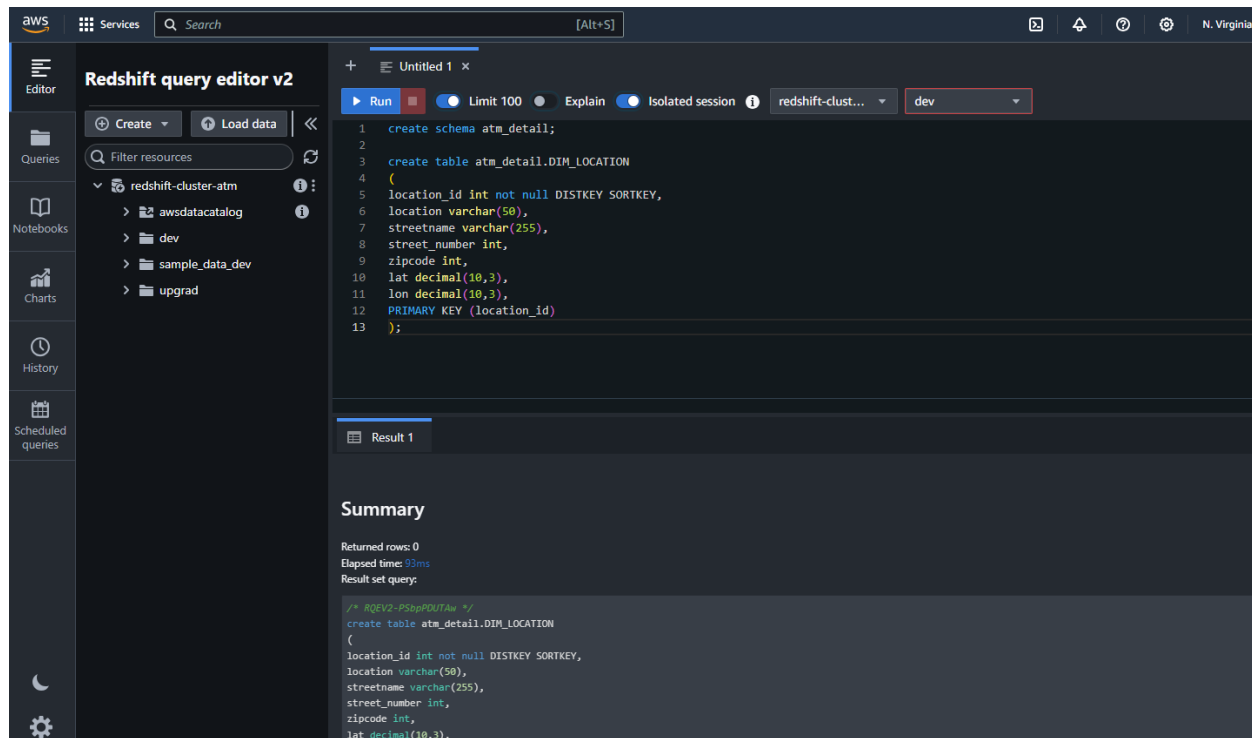 aws
Services
Search
[Alt+S]
N. Virginia
Editor
Queries
Notebooks
Charts
History
Scheduled
queries
Redshift query editor v2
Create
Load data
Filter resources
redshift-cluster-atm
awsdatacatalog
dev
sample_data_dev
upgrad
+ Untitled 1 ×
Run Limit 100 Explain Isolated session redshift-clust... dev
1 create schema atm_detail;
2
3 create table atm_detail.DIM_LOCATION
4 (
5 location_id int not null DISTKEY SORTKEY,
6 location varchar(50),
7 streetname varchar(255),
8 street_number int,
9 zipcode int,
10 lat decimal(10,3),
11 lon decimal(10,3),
12 PRIMARY KEY (location_id)
13 );
Result 1
Summary
Returned rows: 0
Elapsed time: 93ms
Result set query:
/* RQEV2-PSbpPDUTAw */
create table atm_detail.DIM_LOCATION
(
location_id int not null DISTKEY SORTKEY,
location varchar(50),
streetname varchar(255),
street_number int,
zipcode int,
lat decimal(10,3),